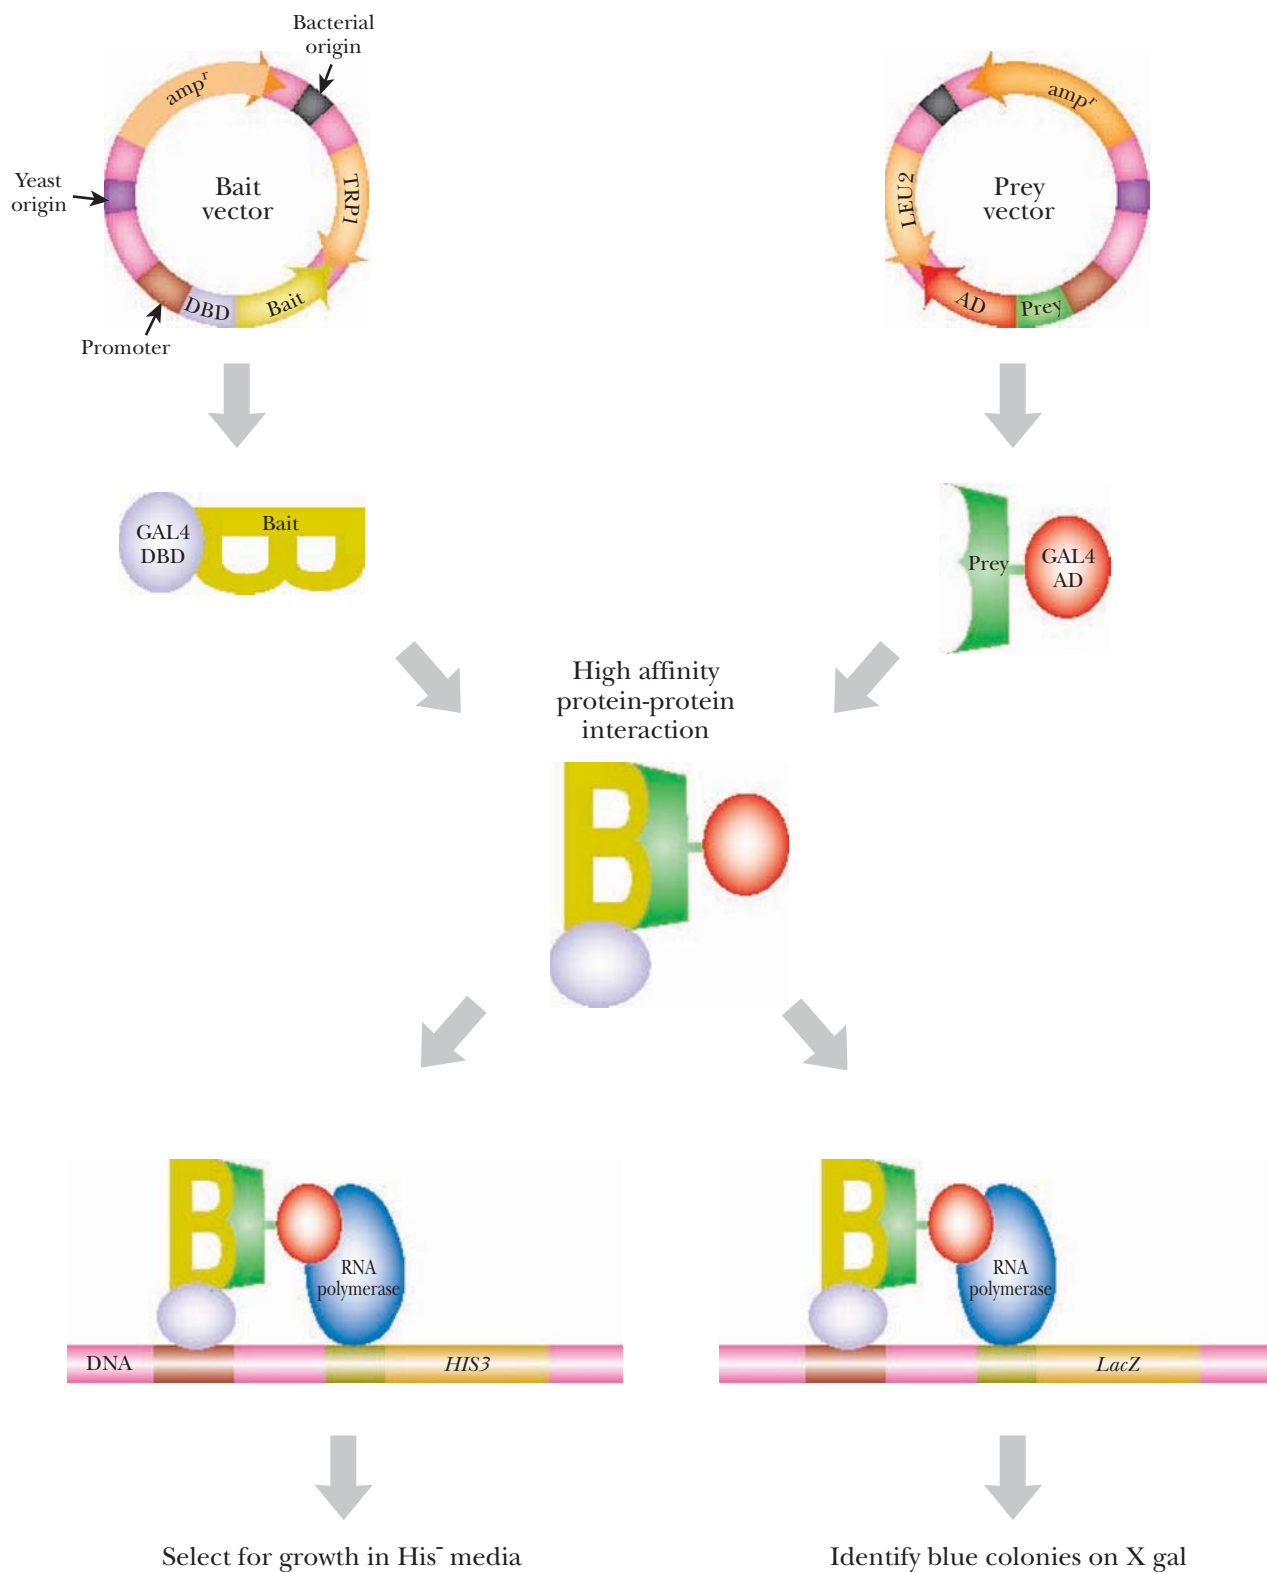 Bacterial
origin
amp^r
Yeast
origin
Bait
vector
TRP1
DBD
Bait
Promoter
amp^r
LEU2
Prey
vector
AD
Prey
GAL4
DBD
Bait
Prey
GAL4
AD
High affinity
protein-protein
interaction
RNA
polymerase
DNA
HIS3
RNA
polymerase
LacZ
Select for growth in His⁻ media
Identify blue colonies on X gal